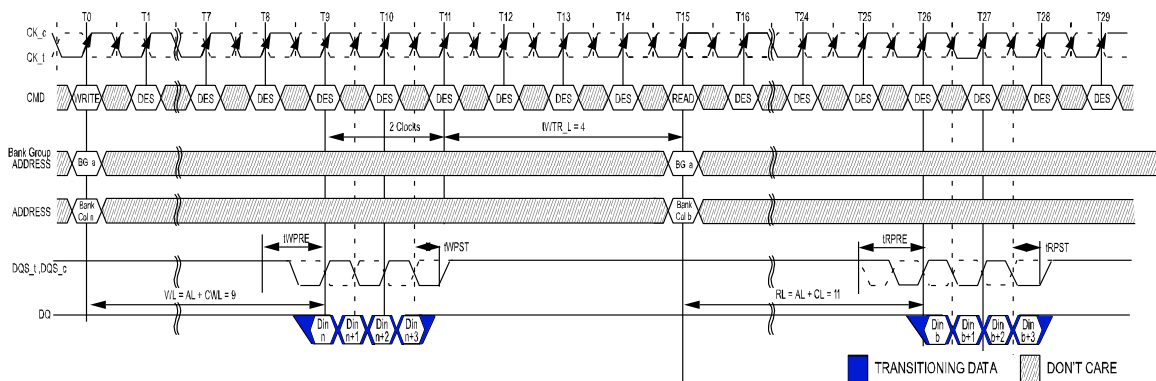 T0 T1 T7 T8 T9 T10 T11 T12 T13 T14 T15 T16 T24 T25 T26 T27 T28 T29
CK_c
CK_t
CMD WRITE DES DES DES DES DES DES DES DES DES READ DES DES DES DES DES DES DES
2 Clocks tWTR_L = 4
Bank Group
ADDRESS BG a BG a
ADDRESS Bank Col n Bank Col b
tWPRE tWPST tRPRE tRPST
DQS_t ,DQS_c
WL = AL + CWL = 9 RL = AL + CL = 11
DQ Din n Din n+1 Din n+2 Din n+3 Din b Din b+1 Din b+2 Din b+3
TRANSITIONING DATA DON'T CARE